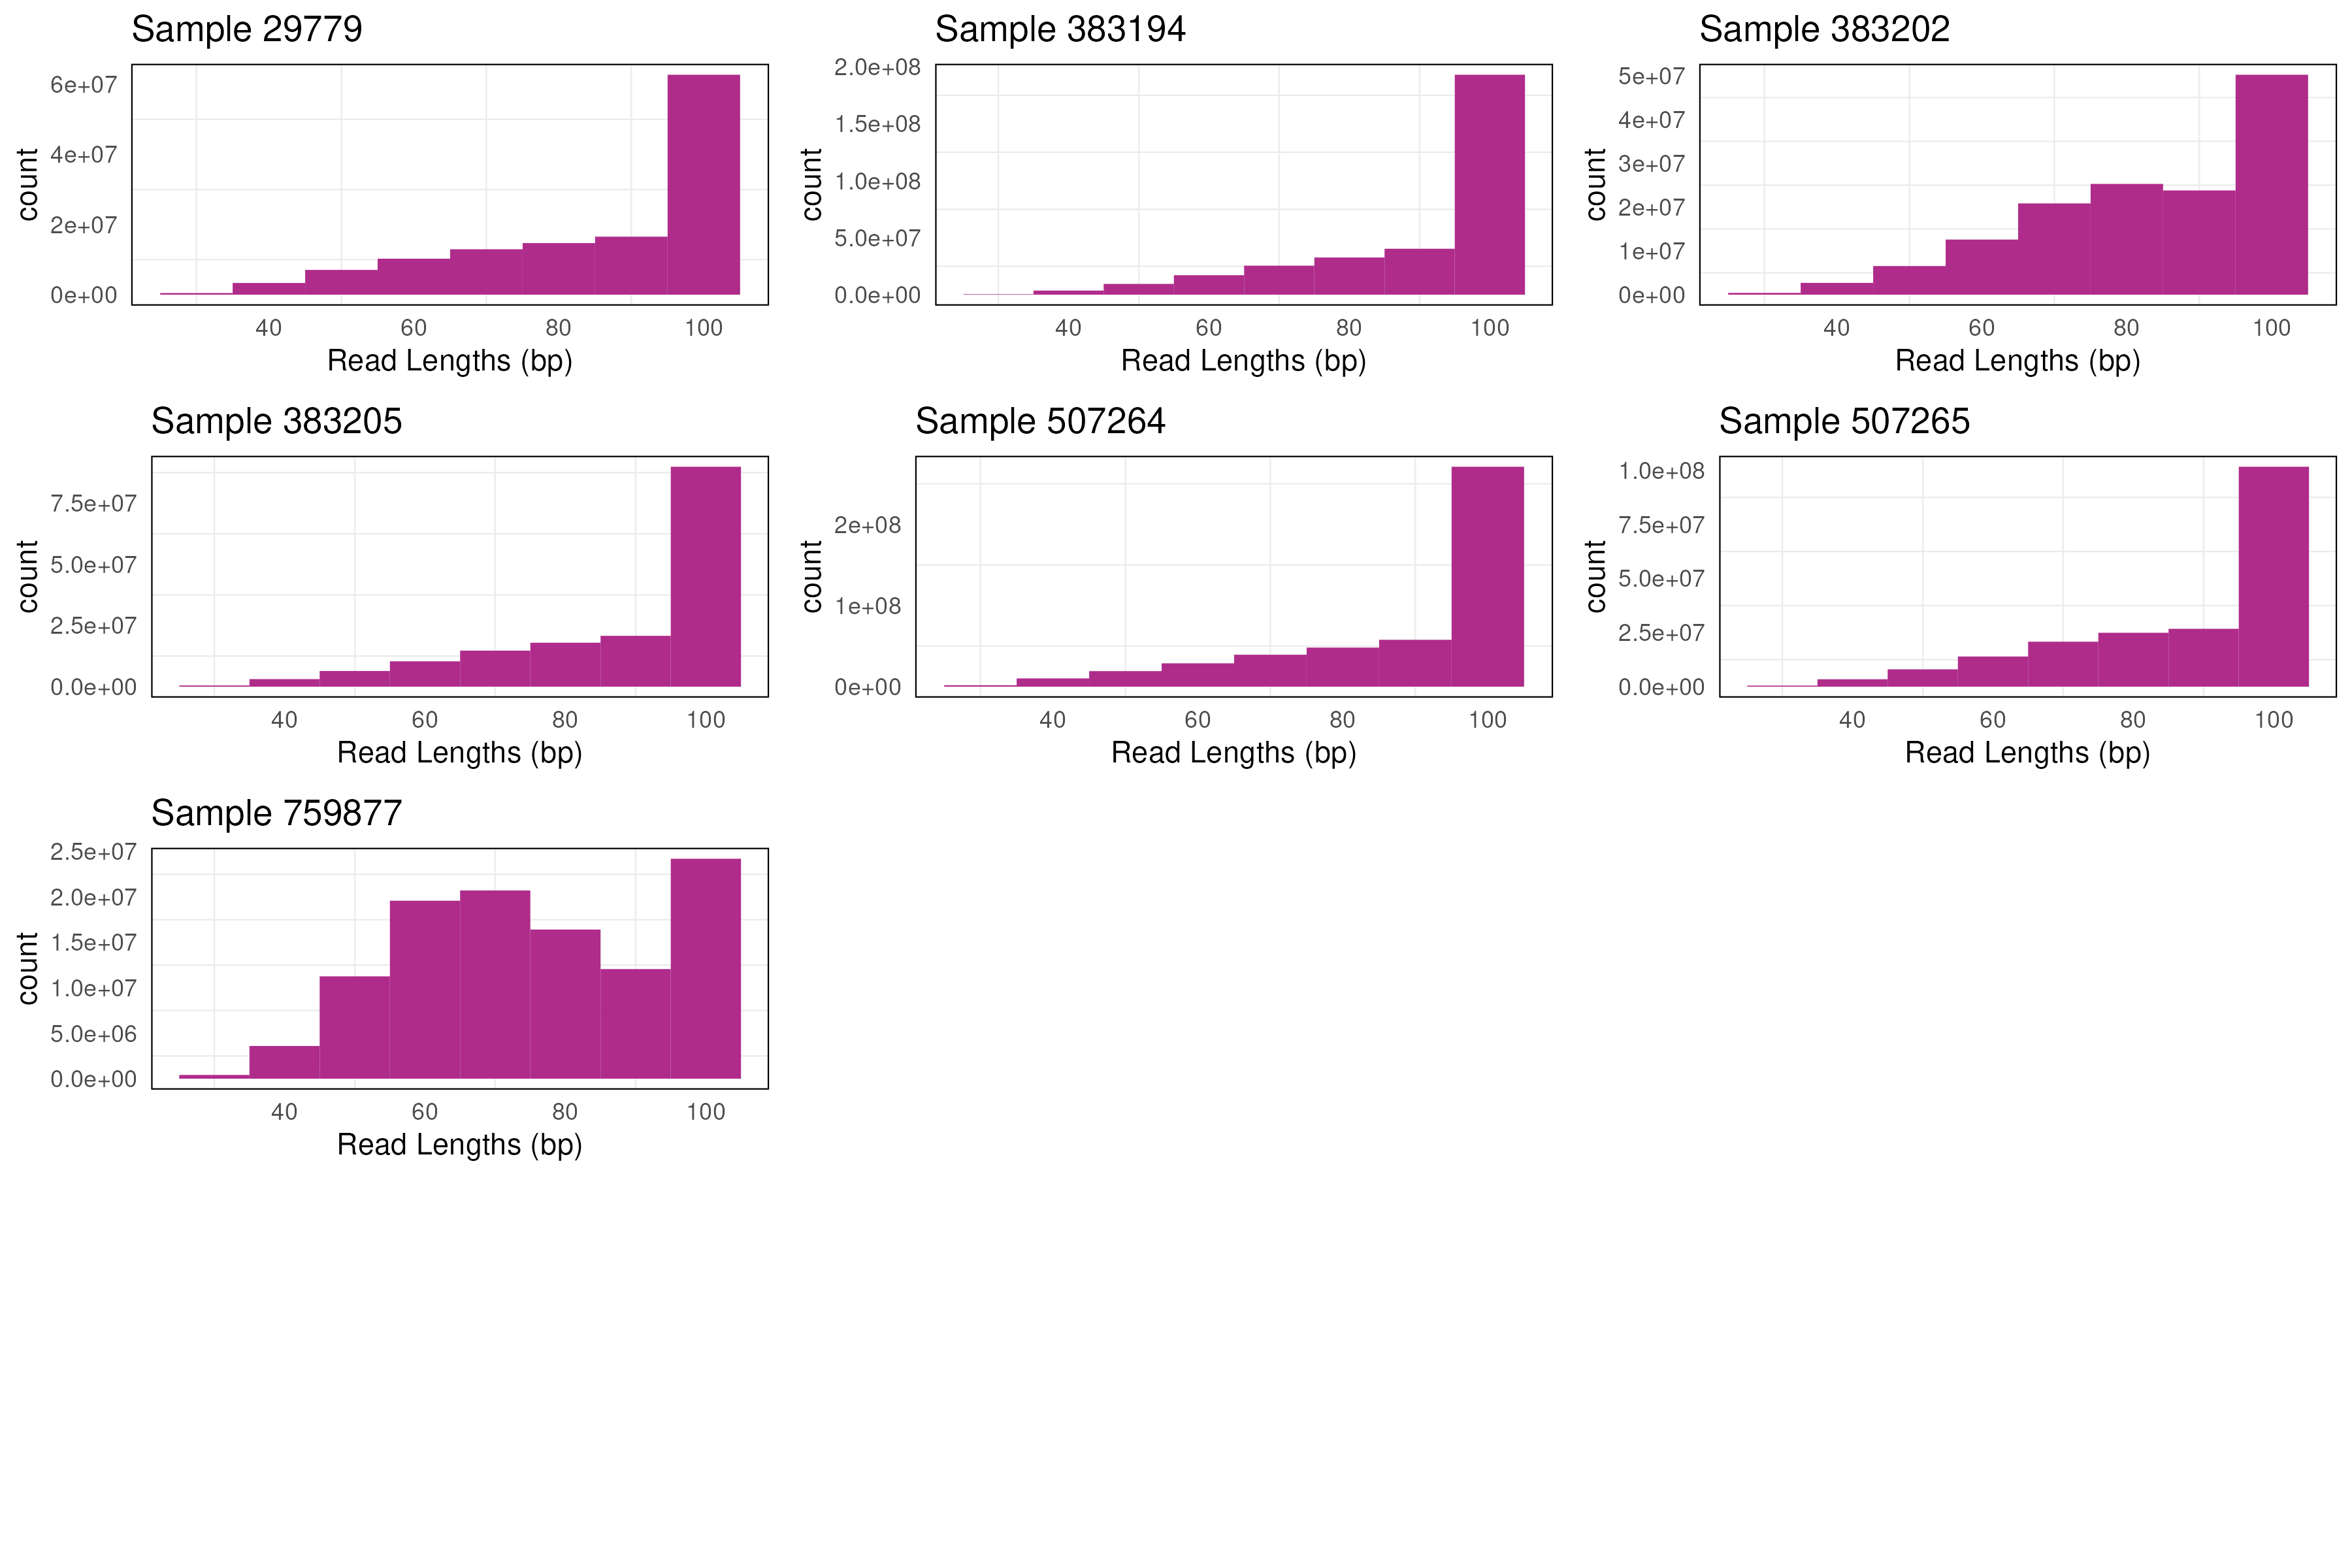 Sample 29779
6e+07
4e+07
2e+07
0e+00
count
40 60 80 100
Read Lengths (bp)
Sample 383194
2.0e+08
1.5e+08
1.0e+08
5.0e+07
0.0e+00
count
40 60 80 100
Read Lengths (bp)
Sample 383202
5e+07
4e+07
3e+07
2e+07
1e+07
0e+00
count
40 60 80 100
Read Lengths (bp)
Sample 383205
7.5e+07
5.0e+07
2.5e+07
0.0e+00
count
40 60 80 100
Read Lengths (bp)
Sample 507264
2e+08
1e+08
0e+00
count
40 60 80 100
Read Lengths (bp)
Sample 507265
1.0e+08
7.5e+07
5.0e+07
2.5e+07
0.0e+00
count
40 60 80 100
Read Lengths (bp)
Sample 759877
2.5e+07
2.0e+07
1.5e+07
1.0e+07
5.0e+06
0.0e+00
count
40 60 80 100
Read Lengths (bp)